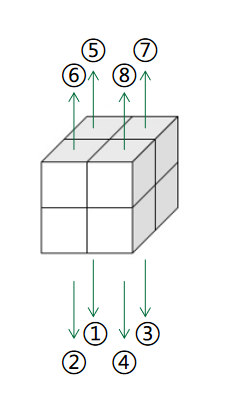 ⑤ ⑦
⑥ ⑧
① ③
② ④